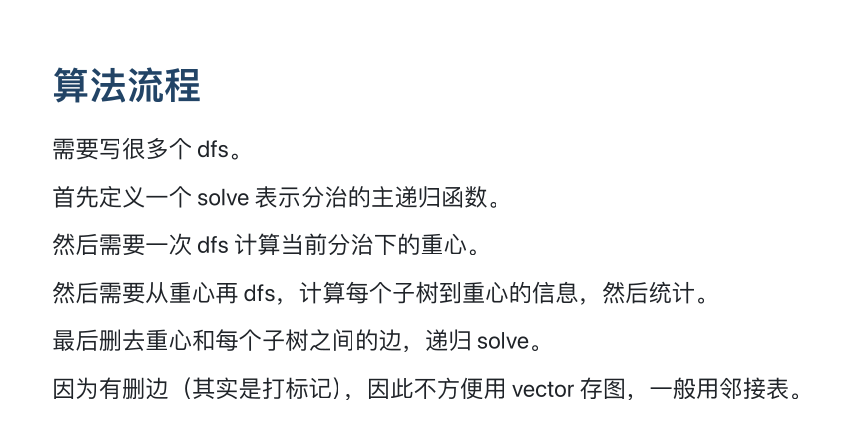 算法流程
需要写很多个 dfs。
首先定义一个 solve 表示分治的主递归函数。
然后需要一次 dfs 计算当前分治下的重心。
然后需要从重心再 dfs，计算每个子树到重心的信息，然后统计。
最后删去重心和每个子树之间的边，递归 solve。
因为有删边（其实是打标记），因此不方便用 vector 存图，一般用邻接表。